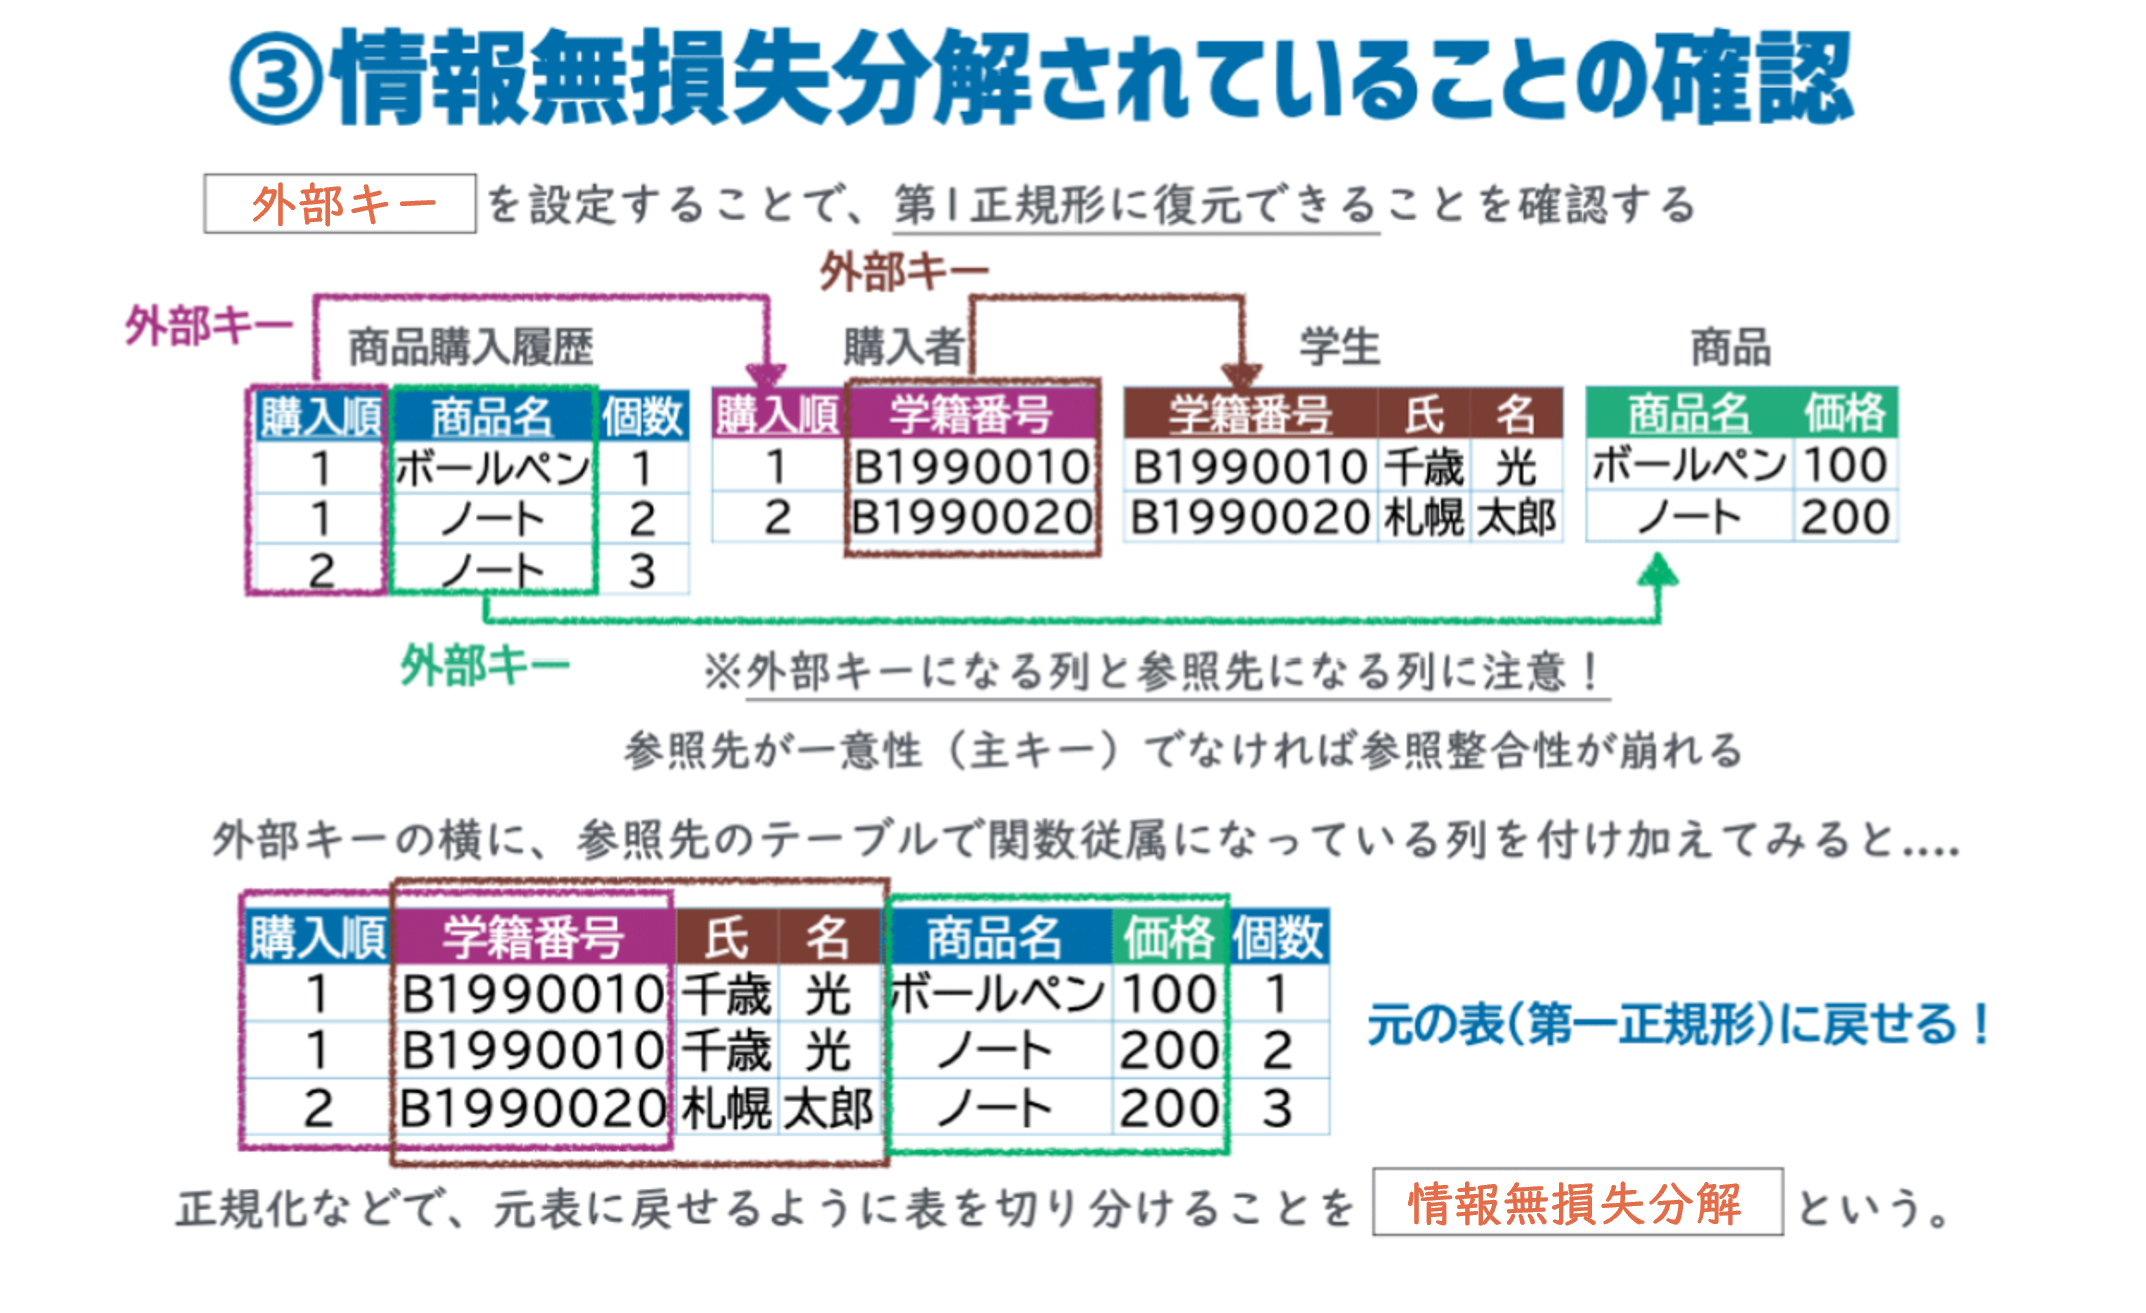 ③情報無損失分解されていることの確認
外部キー を設定することで、第1正規形に復元できることを確認する
外部キー
外部キー
商品購入履歴 購入者 学生 商品
購入順 商品名 個数 購入順 学籍番号 学籍番号 氏 名 商品名 価格
1 ボールペン 1 1 B1990010 B1990010 千歳 光 ボールペン 100
1 ノート 2 2 B1990020 B1990020 札幌 太郎 ノート 200
2 ノート 3
外部キー
※外部キーになる列と参照先になる列に注意！
参照先が一意性（主キー）でなければ参照整合性が崩れる
外部キーの横に、参照先のテーブルで関数従属になっている列を付け加えてみると....
購入順 学籍番号 氏 名 商品名 価格 個数
1 B1990010 千歳 光 ボールペン 100 1
1 B1990010 千歳 光 ノート 200 2
2 B1990020 札幌 太郎 ノート 200 3
元の表(第一正規形)に戻せる！
正規化などで、元表に戻せるように表を切り分けることを 情報無損失分解 という。